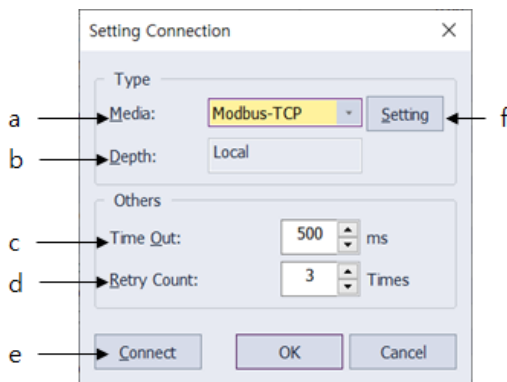 Setting Connection
Type
a Media: Modbus-TCP Setting f
b Depth: Local
Others
c Time Out: 500 ms
d Retry Count: 3 Times
e Connect OK Cancel